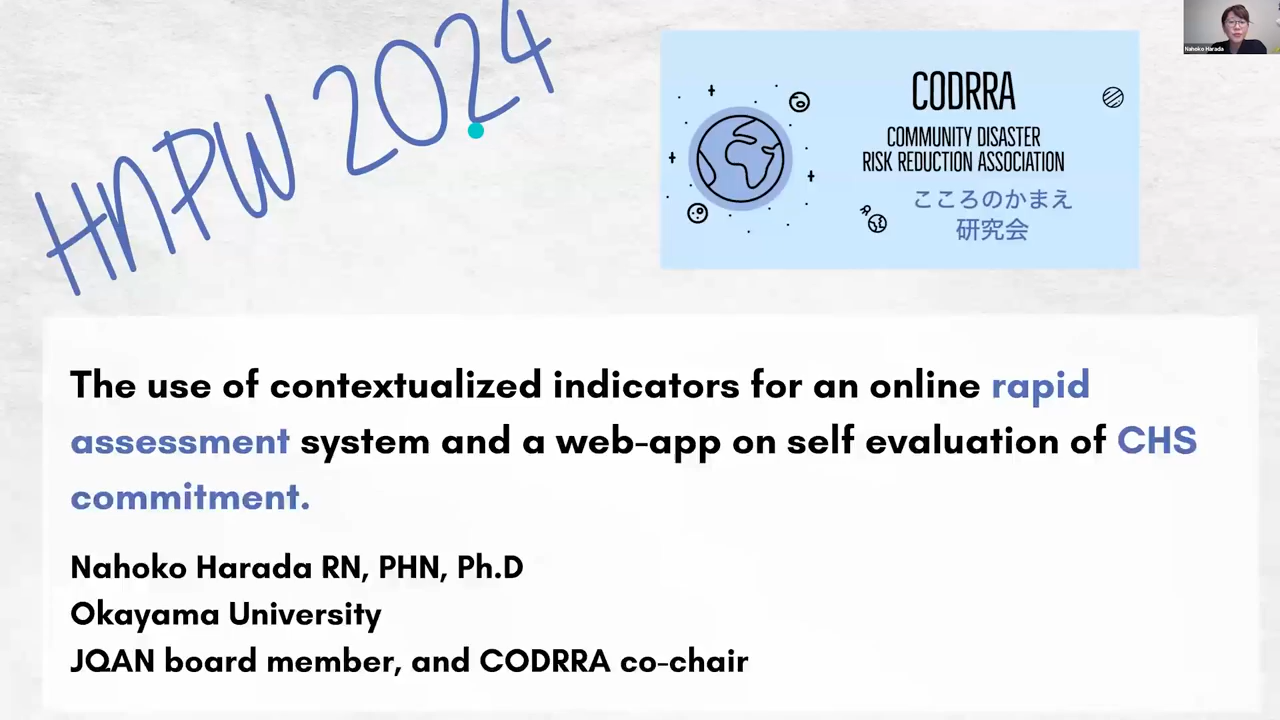 HNPW 2024
CODRRA
COMMUNITY DISASTER
RISK REDUCTION ASSOCIATION
こころのかまえ
研究会
Nahoko Harada
The use of contextualized indicators for an online rapid
assessment system and a web-app on self evaluation of CHS
commitment.
Nahoko Harada RN, PHN, Ph.D
Okayama University
JQAN board member, and CODRRA co-chair